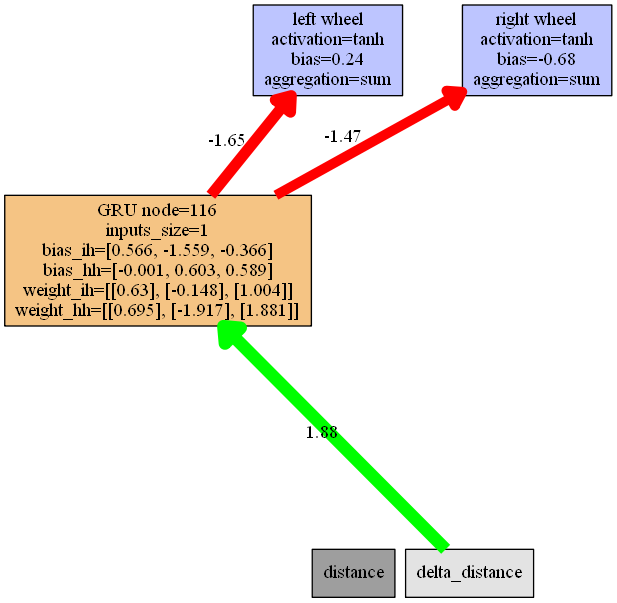 left wheel
activation=tanh
bias=0.24
aggregation=sum
right wheel
activation=tanh
bias=-0.68
aggregation=sum
-1.65
-1.47
GRU node=116
inputs_size=1
bias_ih=[0.566, -1.559, -0.366]
bias_hh=[-0.001, 0.603, 0.589]
weight_ih=[[0.63], [-0.148], [1.004]]
weight_hh=[[0.695], [-1.917], [1.881]]
1.88
distance
delta_distance